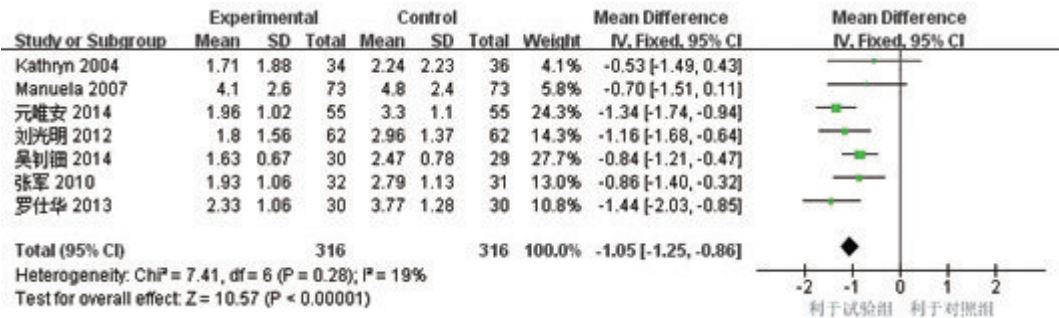 Experimental Control Mean Difference Mean Difference
Study or Subgroup Mean SD Total Mean SD Total Weight IV, Fixed, 95% CI IV, Fixed, 95% CI
Kathryn 2004 1.71 1.88 34 2.24 2.23 36 4.1% -0.53 [-1.49, 0.43]
Manuela 2007 4.1 2.6 73 4.8 2.4 73 5.8% -0.70 [-1.51, 0.11]
元唯安 2014 1.96 1.02 55 3.3 1.1 55 24.3% -1.34 [-1.74, -0.94]
刘光明 2012 1.8 1.56 62 2.96 1.37 62 14.3% -1.16 [-1.68, -0.64]
吴钊钿 2014 1.63 0.67 30 2.47 0.78 29 27.7% -0.84 [-1.21, -0.47]
张军 2010 1.93 1.06 32 2.79 1.13 31 13.0% -0.86 [-1.40, -0.32]
罗仕华 2013 2.33 1.06 30 3.77 1.28 30 10.8% -1.44 [-2.03, -0.85]
Total (95% CI) 316 316 100.0% -1.05 [-1.25, -0.86]
Heterogeneity: Chi² = 7.41, df = 6 (P = 0.28); I² = 19%
Test for overall effect: Z = 10.57 (P < 0.00001)
-2 -1 0 1 2
利于试验组 利于对照组